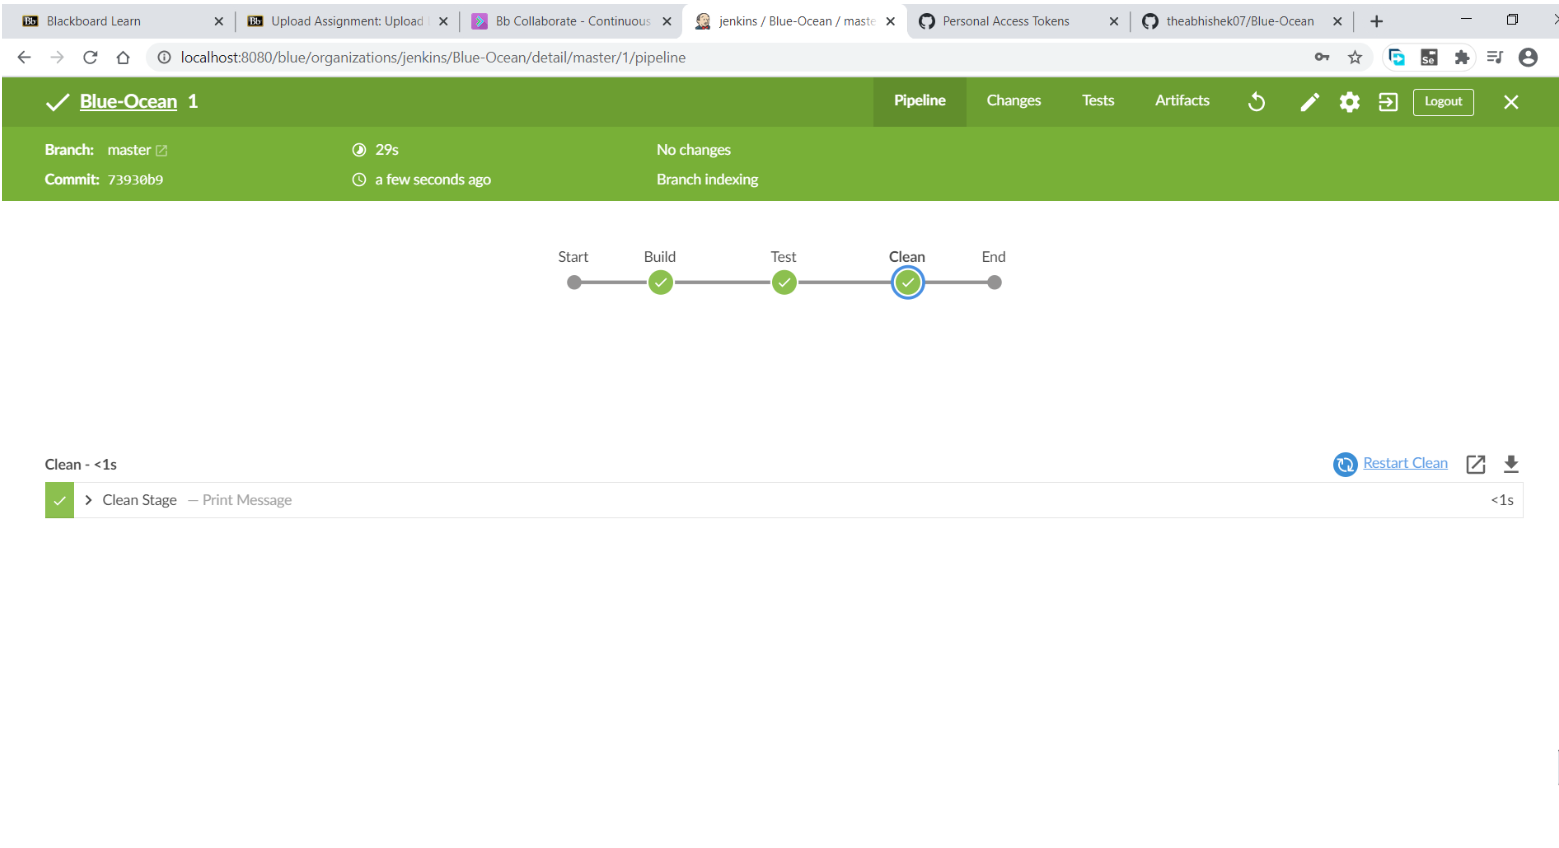 Bb Blackboard Learn
Bb Upload Assignment: Upload
Bb Collaborate - Continuous
jenkins / Blue-Ocean / maste
Personal Access Tokens
theabhishek07/Blue-Ocean
localhost:8080/blue/organizations/jenkins/Blue-Ocean/detail/master/1/pipeline
Se
Blue-Ocean 1
Pipeline Changes Tests Artifacts Logout
Branch: master 29s No changes
Commit: 73930b9 a few seconds ago Branch indexing
Start Build Test Clean End
Clean - <1s Restart Clean
Clean Stage — Print Message <1s